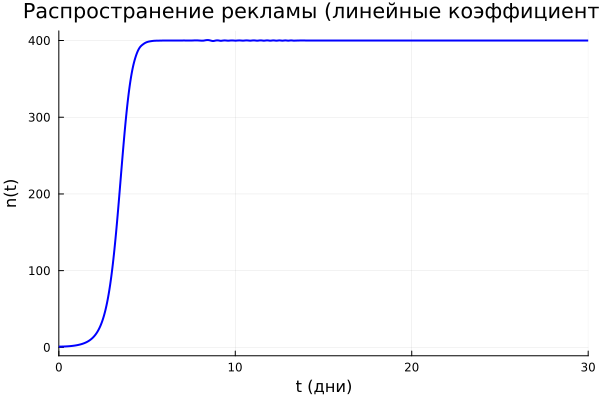 Распространение рекламы (линейные коэффициент
400
300
200
100
0
n(t)
0 10 20 30
t (дни)